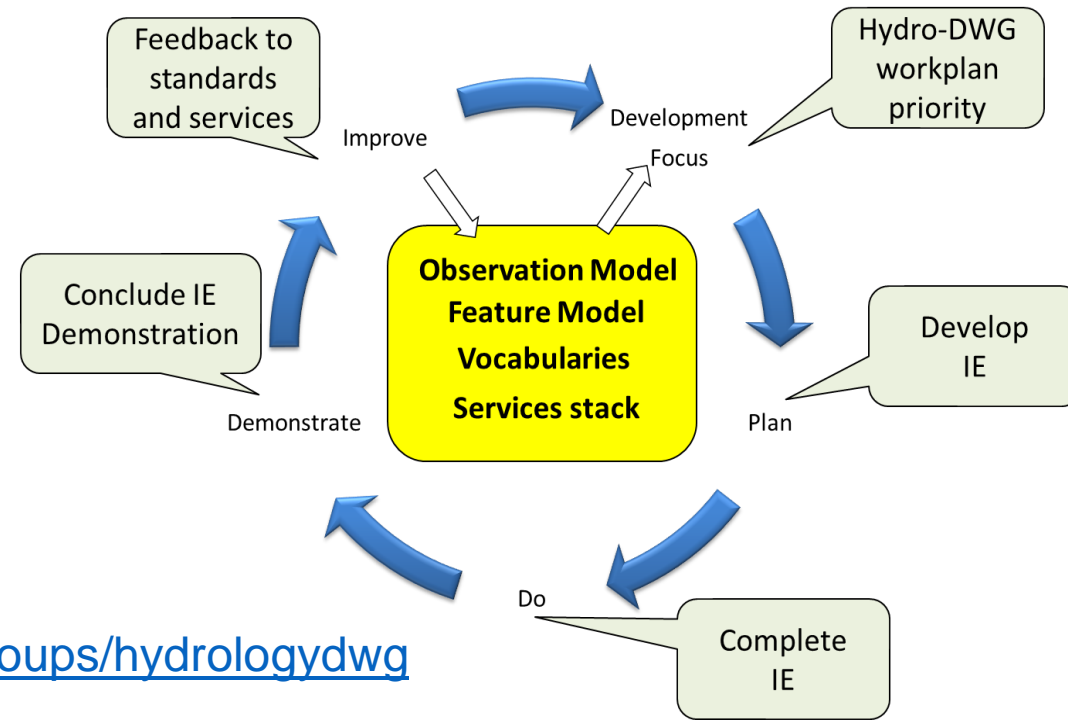 Feedback to
standards
and services
Hydro-DWG
workplan
priority
Improve
Development
Focus
Observation Model
Feature Model
Vocabularies
Services stack
Conclude IE
Demonstration
Develop
IE
Demonstrate
Plan
Do
Complete
IE
oups/hydrologydwg